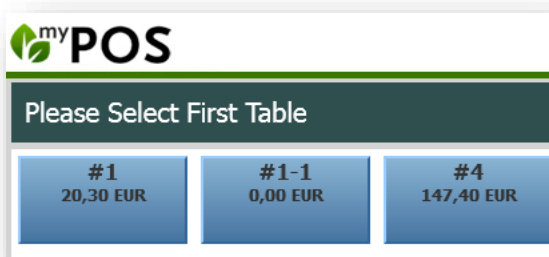 myPOS
Please Select First Table
#1
20,30 EUR
#1-1
0,00 EUR
#4
147,40 EUR